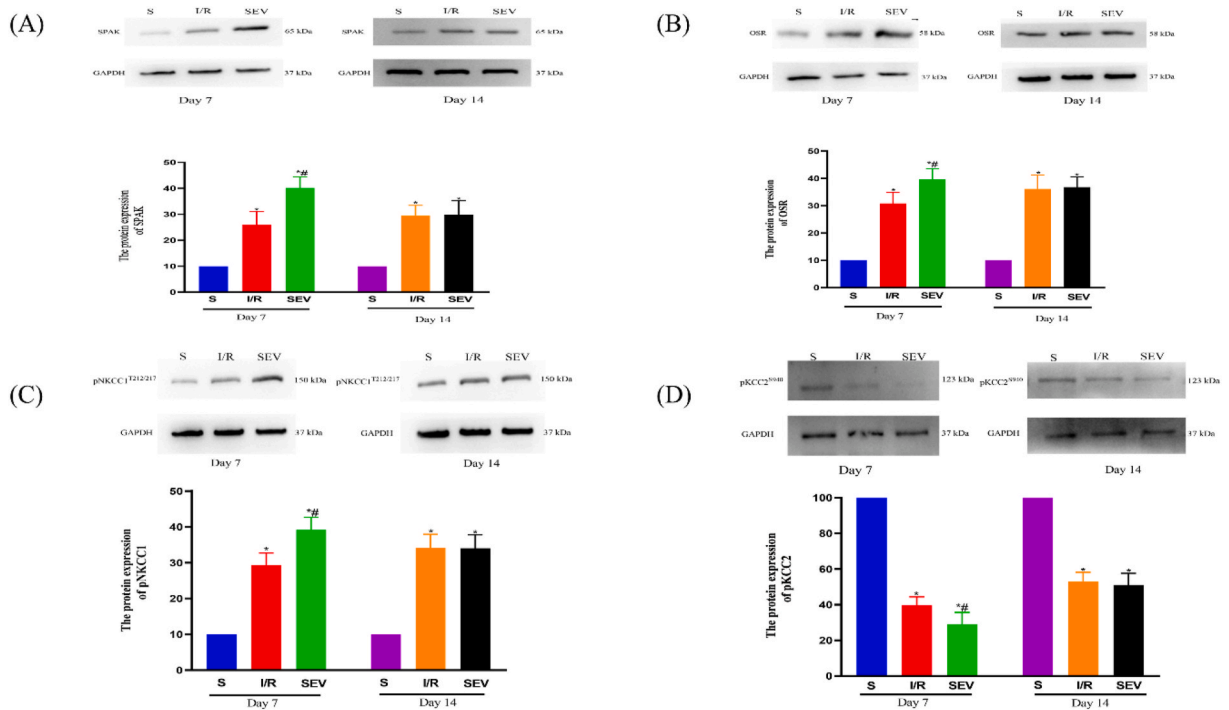 (A)
S I/R SEV
SPAK 65 kDa
GAPDH 37 kDa
Day 7
S I/R SEV
SPAK 65 kDa
GAPDH 37 kDa
Day 14
The protein expression
of SPAK
50
40
30
20
10
0
* *# * *
S I/R SEV S I/R SEV
Day 7 Day 14
(B)
S I/R SEV
OSR 58 kDa
GAPDH 37 kDa
Day 7
S I/R SEV
OSR 58 kDa
GAPDH 37 kDa
Day 14
The protein expression
of OSR
50
40
30
20
10
0
* *# * *
S I/R SEV S I/R SEV
Day 7 Day 14
(C)
S I/R SEV
pNKCC1T212/217 150 kDa
GAPDH 37 kDa
Day 7
S I/R SEV
pNKCC1T212/217 150 kDa
GAPDH 37 kDa
Day 14
The protein expression
of pNKCC1
50
40
30
20
10
0
* *# * *
S I/R SEV S I/R SEV
Day 7 Day 14
(D)
S I/R SEV
123 kDa
GAPDH 37 kDa
Day 7
S I/R SEV
123 kDa
GAPDH 37 kDa
Day 14
The protein expression
of pKCC2
100
80
60
40
20
0
* *# * *
S I/R SEV S I/R SEV
Day 7 Day 14